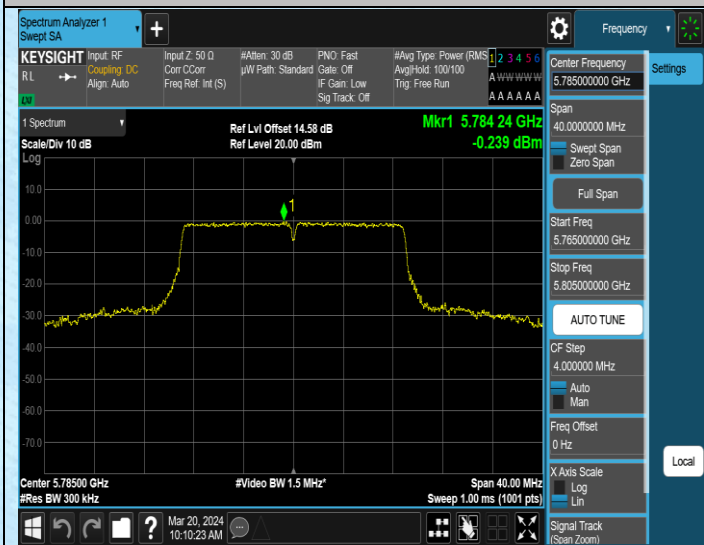 Spectrum Analyzer 1
Swept SA
Frequency
KEYSIGHT
R L
Input: RF
Coupling: DC
Align: Auto
Input Z: 50 Ω
Corr CCorr
Freq Ref: Int (S)
#Atten: 30 dB
µW Path: Standard
PNO: Fast
Gate: Off
IF Gain: Low
Sig Track: Off
#Avg Type: Power (RMS
Avg|Hold: 100/100
Trig: Free Run
1 2 3 4 5 6
A W W W W W
A A A A A A
1 Spectrum
Scale/Div 10 dB
Log
Ref Lvl Offset 14.58 dB
Ref Level 20.00 dBm
Mkr1 5.784 24 GHz
-0.239 dBm
10.0
0.00
-10.0
-20.0
-30.0
-40.0
-50.0
-60.0
-70.0
1
Center 5.78500 GHz
#Res BW 300 kHz
#Video BW 1.5 MHz*
Span 40.00 MHz
Sweep 1.00 ms (1001 pts)
Mar 20, 2024
10:10:23 AM
?
Center Frequency
5.785000000 GHz
Settings
Span
40.0000000 MHz
Swept Span
Zero Span
Full Span
Start Freq
5.765000000 GHz
Stop Freq
5.805000000 GHz
AUTO TUNE
CF Step
4.000000 MHz
Auto
Man
Freq Offset
0 Hz
X Axis Scale
Log
Lin
Local
Signal Track
(Span Zoom)